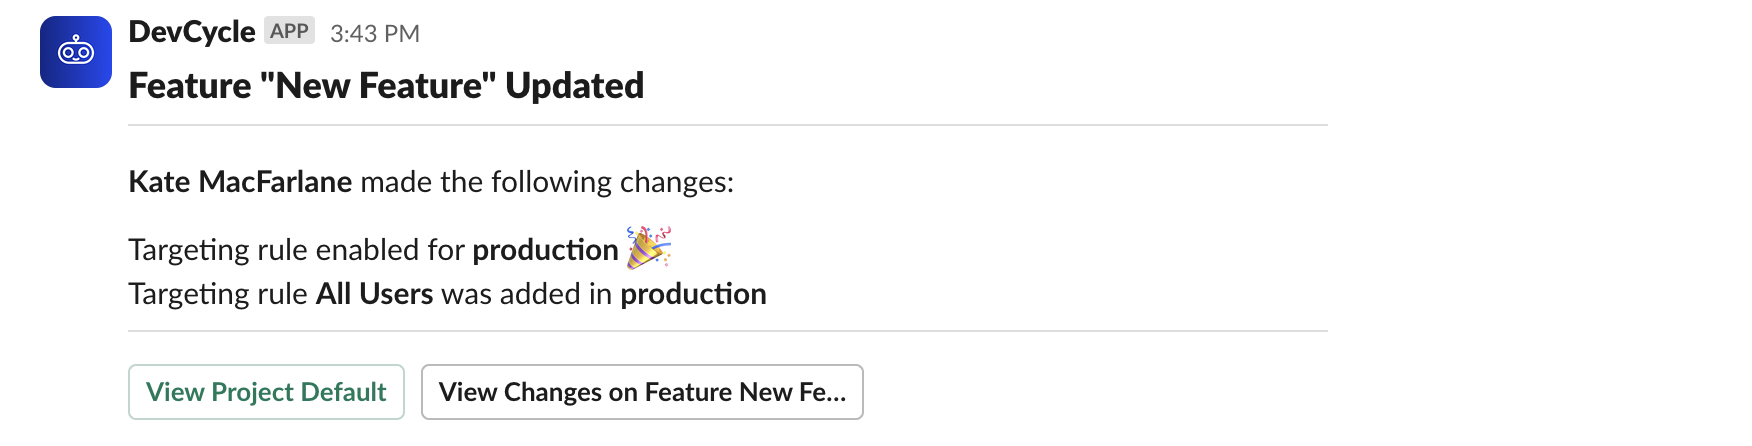 DevCycle APP 3:43 PM
Feature "New Feature" Updated
Kate MacFarlane made the following changes:
Targeting rule enabled for production 🎉
Targeting rule All Users was added in production
View Project Default
View Changes on Feature New Fe...